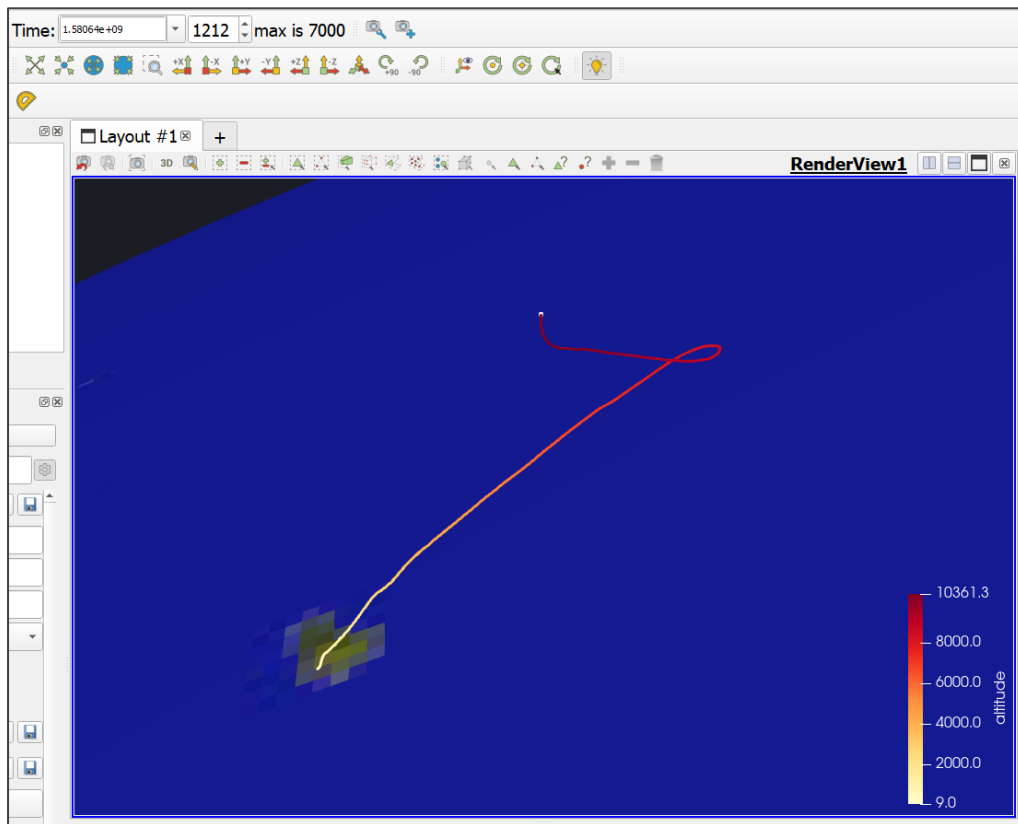 Time: 1.58064e+09 1212 max is 7000
+X -X +Y -Y +Z -Z +90 -90
Layout #1 +
3D RenderView1
10361.3
8000.0
6000.0
4000.0
2000.0
9.0
altitude